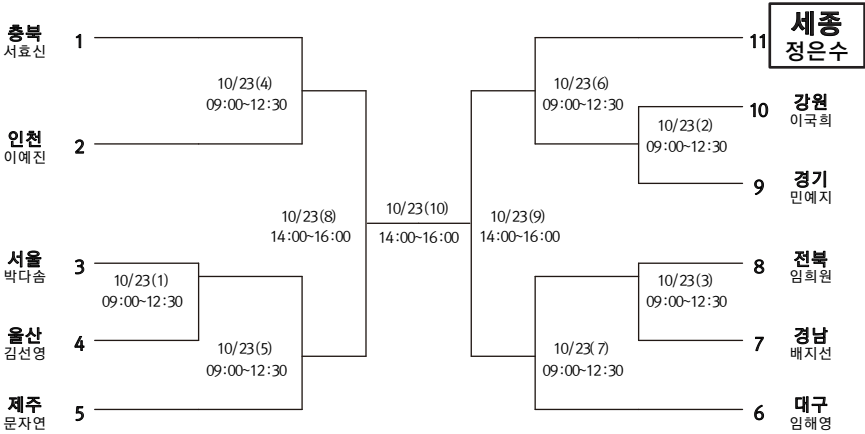 충북
서효신
1
10/23(4)
09:00~12:30
인천
이예진
2
10/23(8)
14:00~16:00
서울
박다솜
3
10/23(1)
09:00~12:30
울산
김선영
4
10/23(5)
09:00~12:30
제주
문자연
5
10/23(10)
14:00~16:00
11
세종
정은수
10/23(6)
09:00~12:30
10
강원
이국희
10/23(2)
09:00~12:30
9
경기
민예지
10/23(9)
14:00~16:00
8
전북
임희원
10/23(3)
09:00~12:30
7
경남
배지선
10/23(7)
09:00~12:30
6
대구
임해영